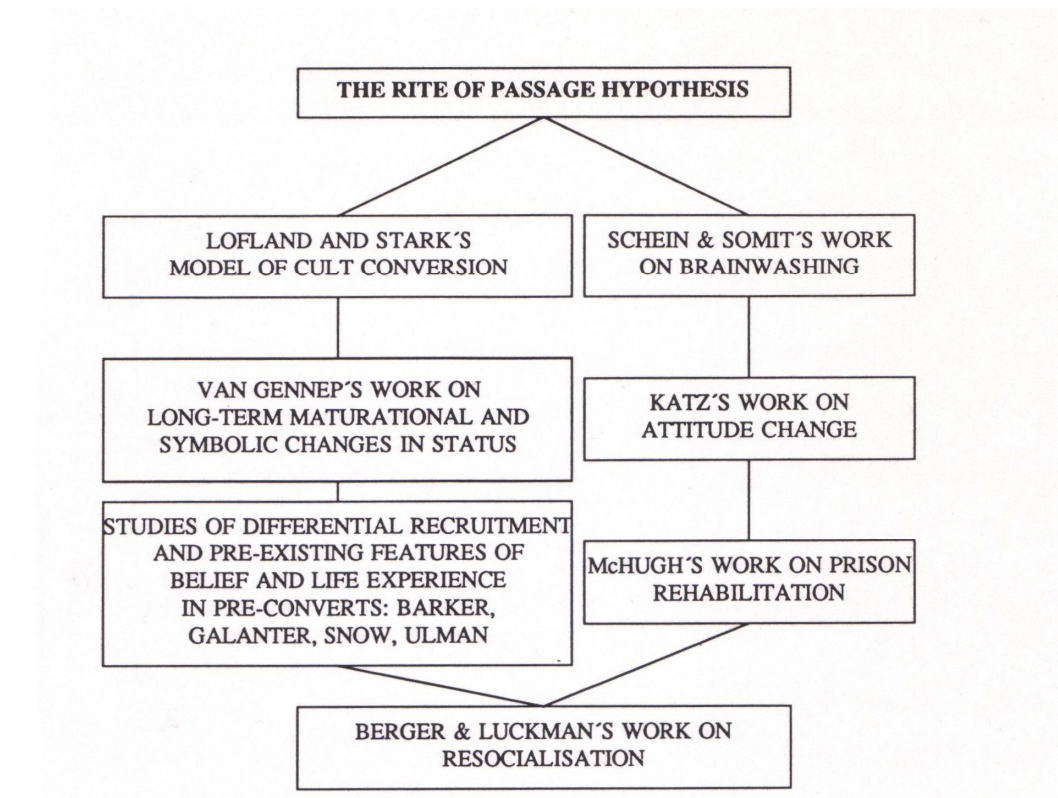 THE RITE OF PASSAGE HYPOTHESIS
LOFLAND AND STARK´S
MODEL OF CULT CONVERSION
SCHEIN & SOMIT´S WORK
ON BRAINWASHING
VAN GENNEP´S WORK ON
LONG-TERM MATURATIONAL AND
SYMBOLIC CHANGES IN STATUS
KATZ´S WORK ON
ATTITUDE CHANGE
STUDIES OF DIFFERENTIAL RECRUITMENT
AND PRE-EXISTING FEATURES OF
BELIEF AND LIFE EXPERIENCE
IN PRE-CONVERTS: BARKER,
GALANTER, SNOW, ULMAN
McHUGH´S WORK ON PRISON
REHABILITATION
BERGER & LUCKMAN´S WORK ON
RESOCIALISATION